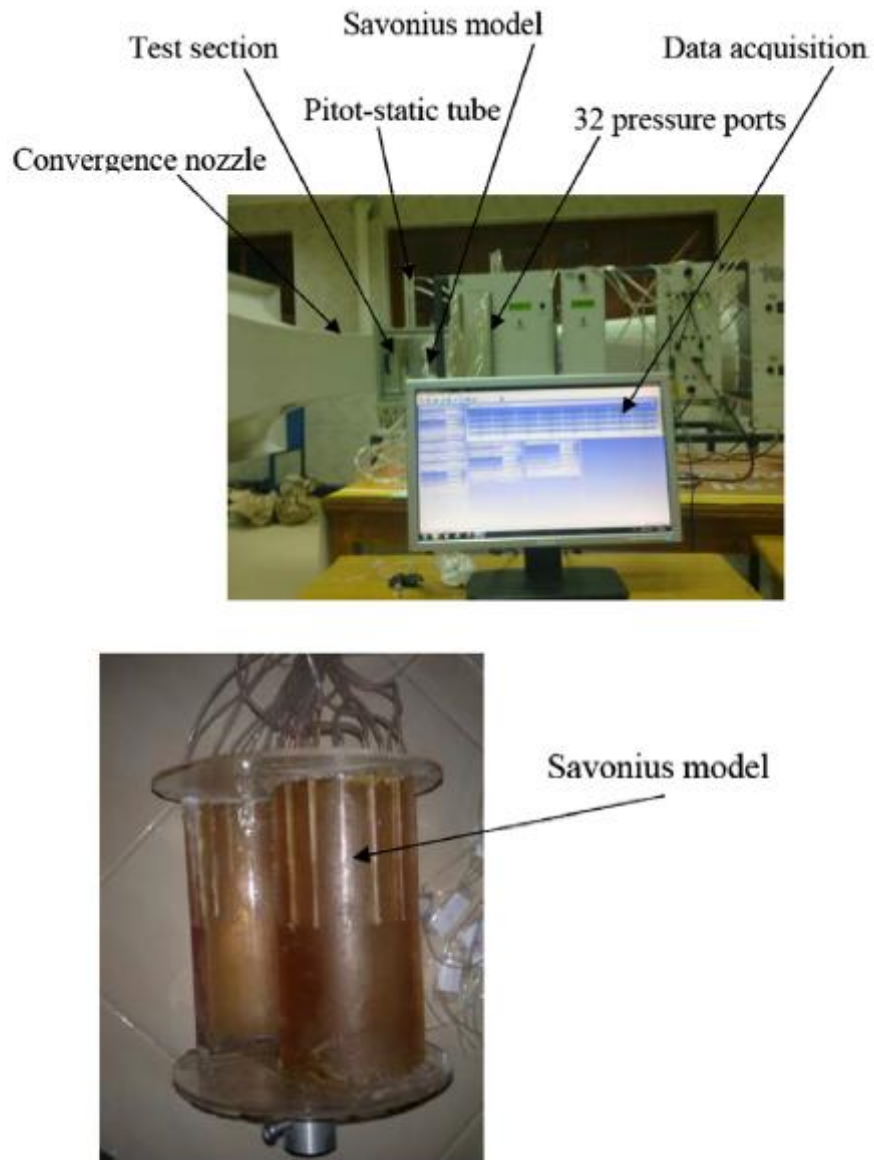 Savonius model
Test section
Data acquisition
Pitot-static tube
32 pressure ports
Convergence nozzle
Savonius model